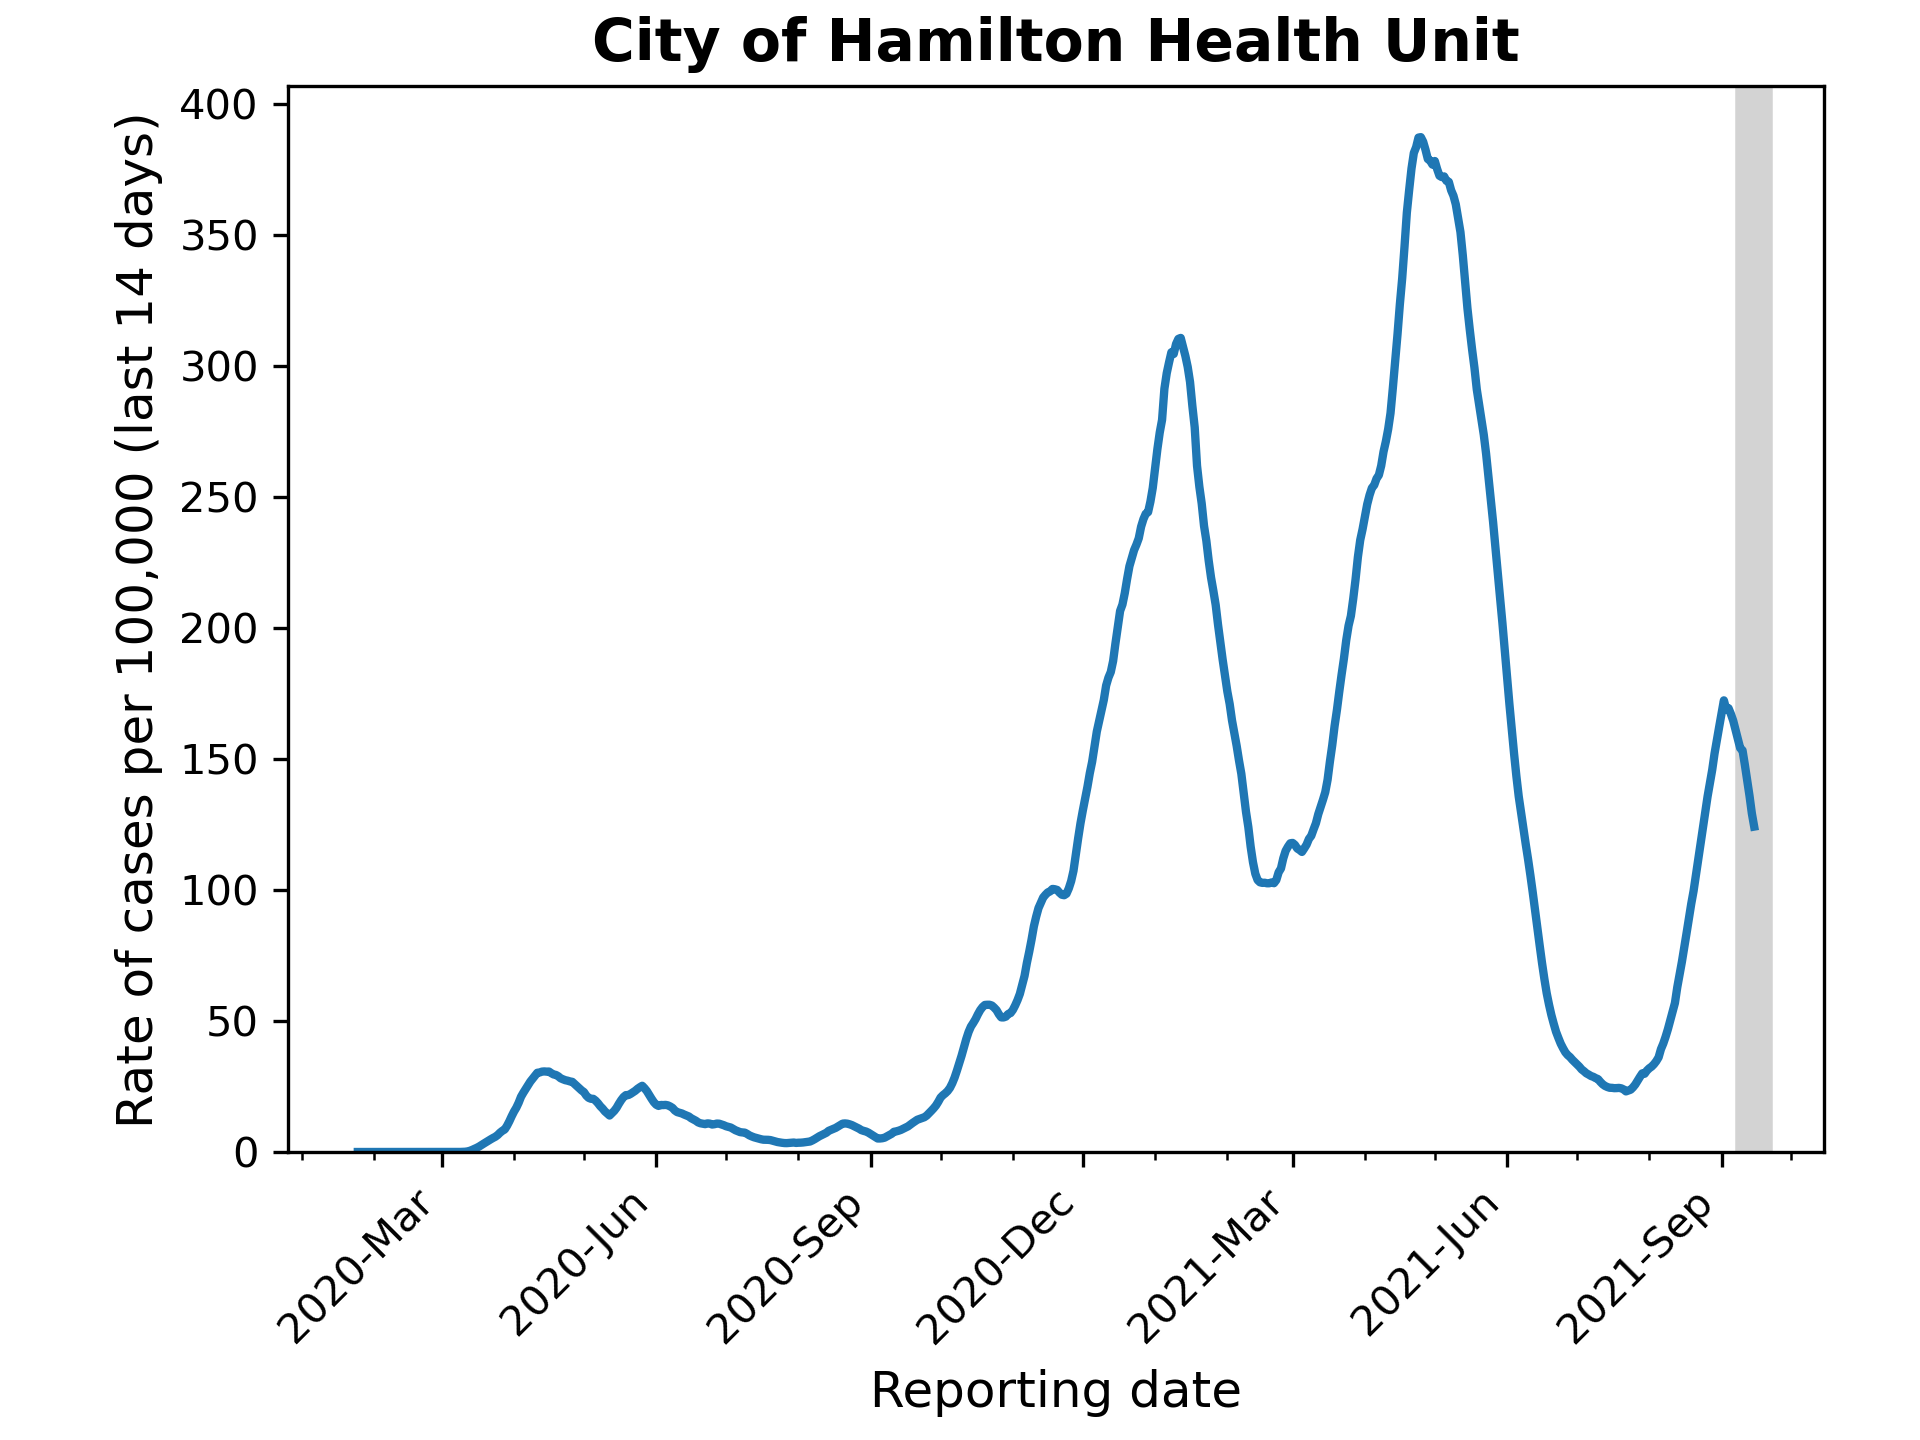 City of Hamilton Health Unit
Rate of cases per 100,000 (last 14 days)
400
350
300
250
200
150
100
50
0
2020-Mar
2020-Jun
2020-Sep
2020-Dec
2021-Mar
2021-Jun
2021-Sep
Reporting date